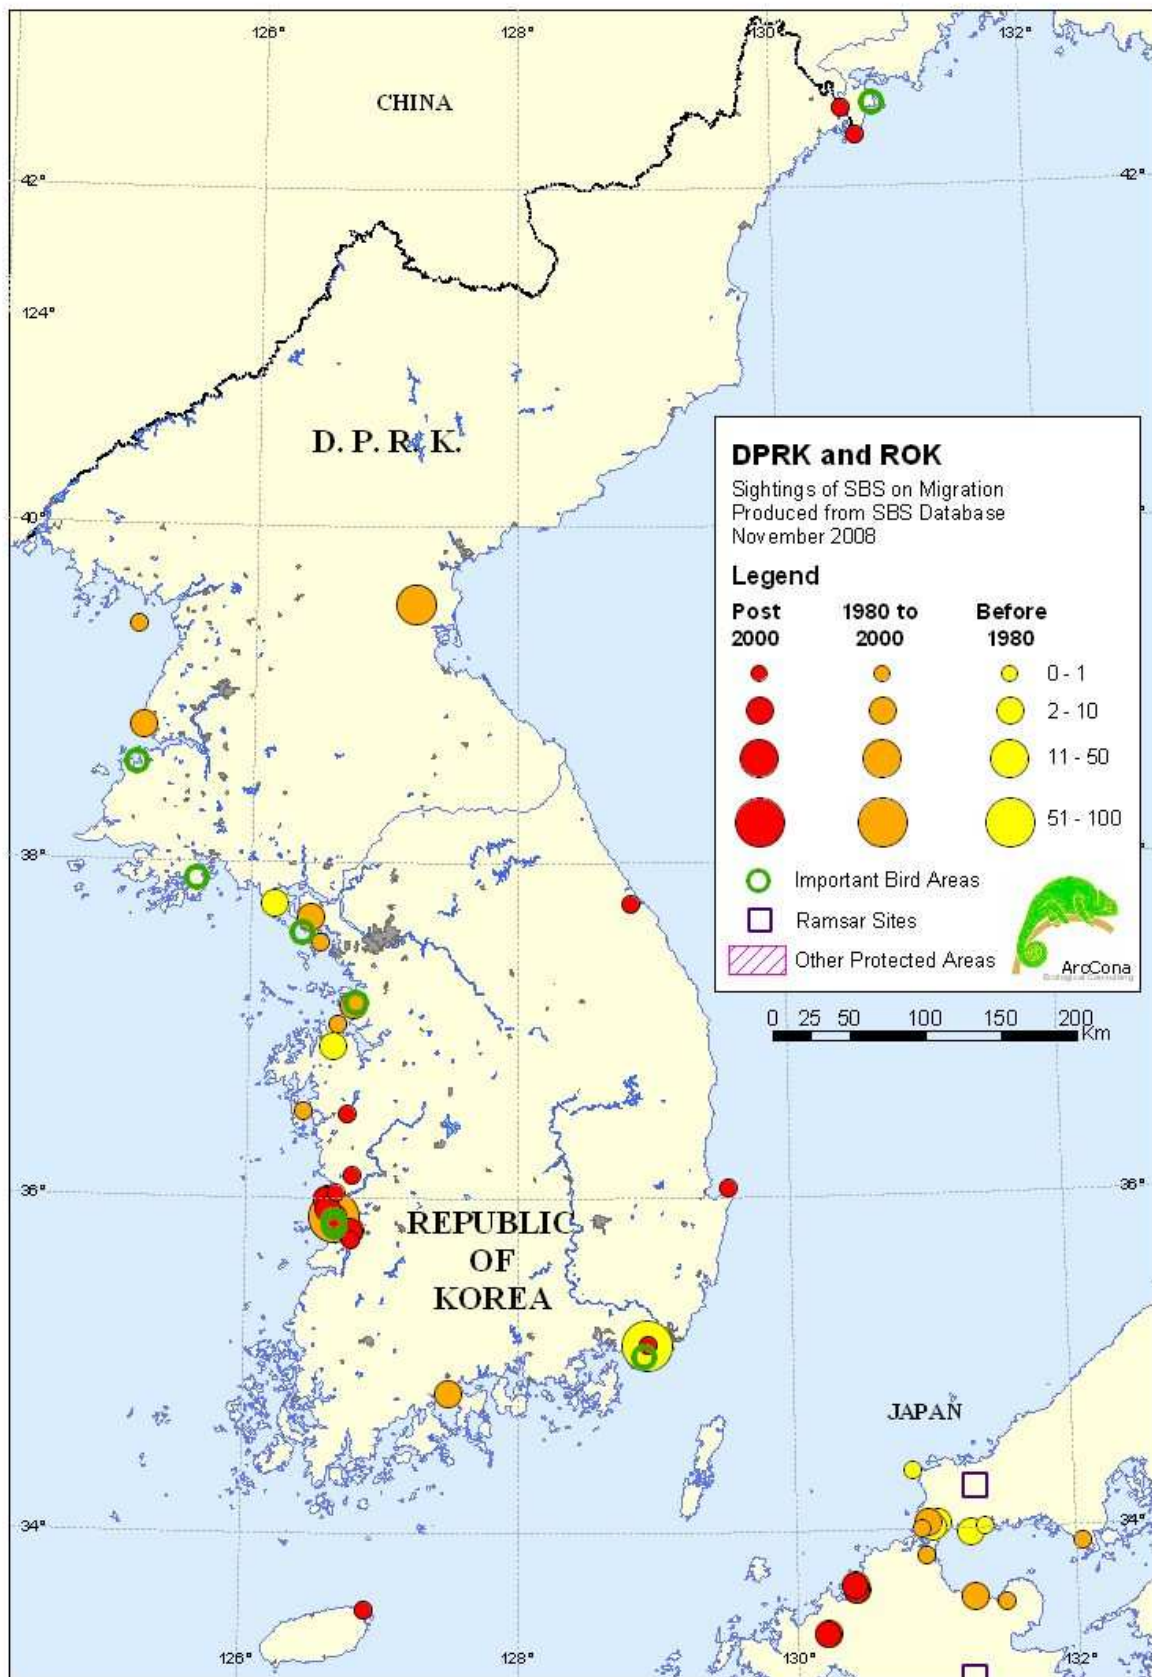 126°
128°
130°
132°
CHINA
42°
42°
124°
D. P. R. K.
40°
DPRK and ROK
Sightings of SBS on Migration
Produced from SBS Database
November 2008
Legend
Post 2000
1980 to 2000
Before 1980
0 - 1
2 - 10
11 - 50
51 - 100
Important Bird Areas
Ramsar Sites
Other Protected Areas
ArcCona
Ecological Consulting
38°
0 25 50 100 150 200
Km
36°
36°
REPUBLIC
OF
KOREA
JAPAN
34°
34°
126°
128°
130°
132°